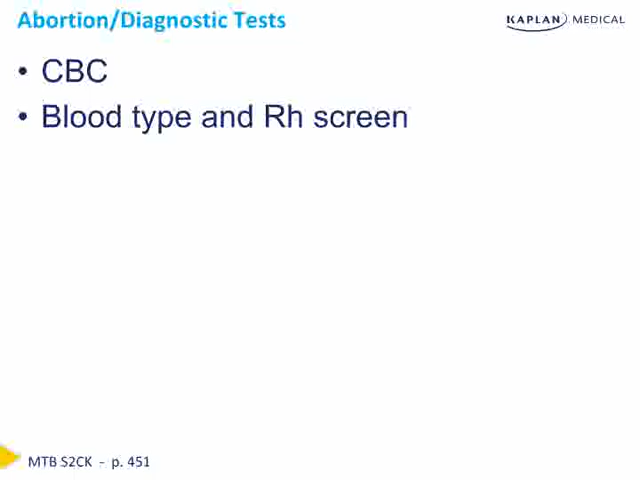 Abortion/Diagnostic Tests
KAPLAN MEDICAL
• CBC
• Blood type and Rh screen
MTB S2CK - p. 451